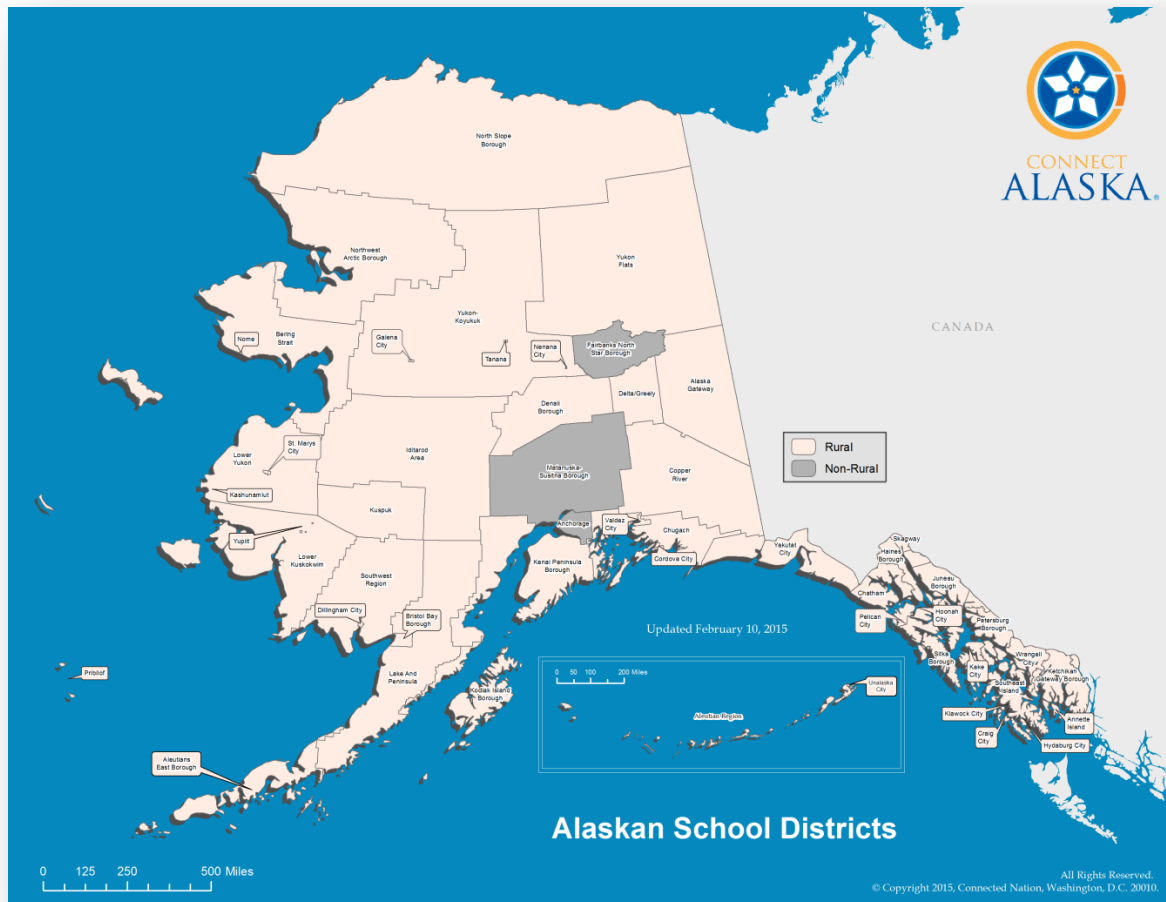 CONNECT
ALASKA®
North Slope
Borough
Northwest
Arctic Borough
Yukon
Flats
CANADA
Yukon-
Koyukuk
Bering
Strait
Nome
Galena
City
Tanana
Nenana
City
Fairbanks North
Star Borough
Alaska
Gateway
Denali
Borough
Delta/Greely
Rural
Non-Rural
Lower
Yukon
St. Marys
City
Iditarod
Area
Matanuska-
Susitna Borough
Copper
River
Kashunamiut
Kuspuk
Anchorage
Valdez
City
Chugach
Yupiit
Lower
Kuskokwim
Southwest
Region
Kenai Peninsula
Borough
Cordova City
Yakutat
City
Skagway
Haines
Borough
Juneau
Borough
Chatham
Dillingham City
Bristol Bay
Borough
Pelican
City
Hoonah
City
Petersburg
Borough
Updated February 10, 2015
Sitka
Borough
Kake
City
Wrangell
City
Ketchikan
Gateway Borough
Southeast
Island
Pribilof
Lake And
Peninsula
Kodiak Island
Borough
0 50 100 200 Miles
Unalaska
City
Aleutian Region
Klawock City
Craig
City
Annette
Island
Hydaburg City
Aleutians
East Borough
Alaskan School Districts
0 125 250 500 Miles
All Rights Reserved.
© Copyright 2015, Connected Nation, Washington, D.C. 20010.